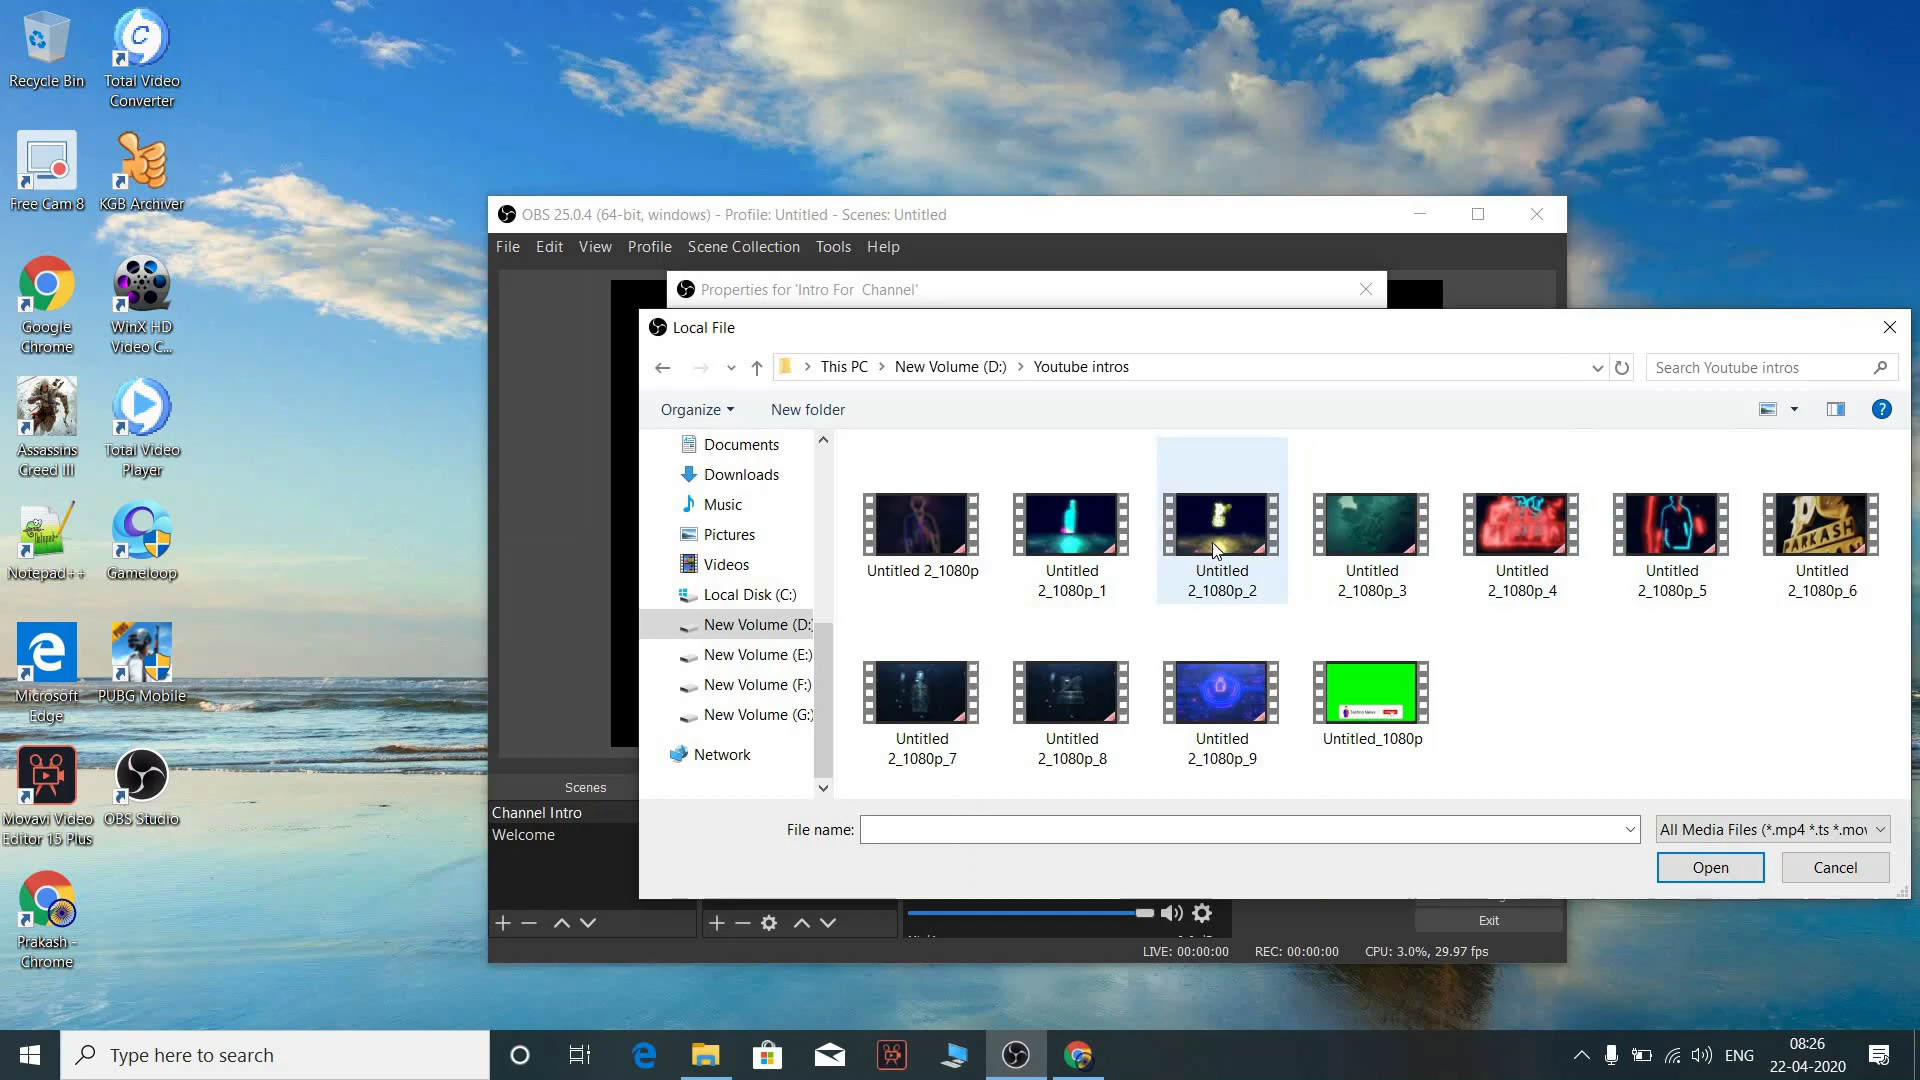 Recycle Bin
Total Video
Converter
Free Cam 8
KGB Archiver
Google
Chrome
WinX HD
Video C...
Assassins
Creed III
Total Video
Player
Notepad++
Gameloop
Microsoft
Edge
PUBG Mobile
Movavi Video
Editor 15 Plus
OBS Studio
Prakash -
Chrome
OBS 25.0.4 (64-bit, windows) - Profile: Untitled - Scenes: Untitled
File Edit View Profile Scene Collection Tools Help
Properties for 'Intro For  Channel'
Local File
This PC > New Volume (D:) > Youtube intros
Search Youtube intros
Organize
New folder
Documents
Downloads
Music
Pictures
Videos
Local Disk (C:)
New Volume (D:)
New Volume (E:)
New Volume (F:)
New Volume (G:)
Network
PARKASH
Untitled 2_1080p
Untitled
2_1080p_1
Untitled
2_1080p_2
Untitled
2_1080p_3
Untitled
2_1080p_4
Untitled
2_1080p_5
Untitled
2_1080p_6
Untitled
2_1080p_7
Untitled
2_1080p_8
Untitled
2_1080p_9
Untitled_1080p
File name:
All Media Files (*.mp4 *.ts *.mov
Open
Cancel
Scenes
Channel Intro
Welcome
Exit
LIVE: 00:00:00
REC: 00:00:00
CPU: 3.0%, 29.97 fps
Type here to search
ENG
08:26
22-04-2020